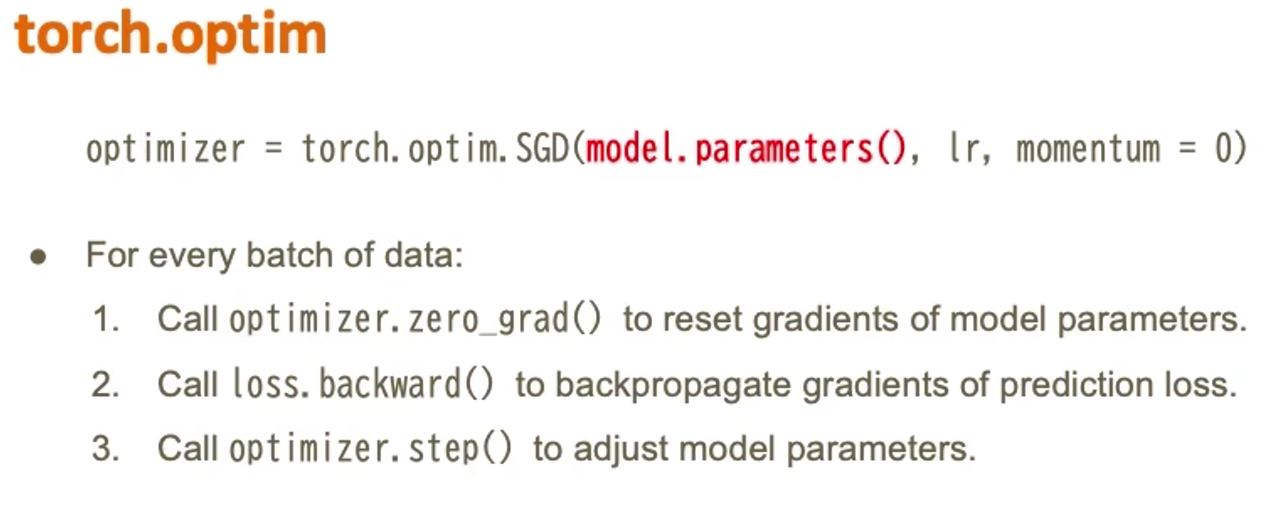 torch.optim
optimizer = torch.optim.SGD(model.parameters(), lr, momentum = 0)
● For every batch of data:
1. Call optimizer.zero_grad() to reset gradients of model parameters.
2. Call loss.backward() to backpropagate gradients of prediction loss.
3. Call optimizer.step() to adjust model parameters.